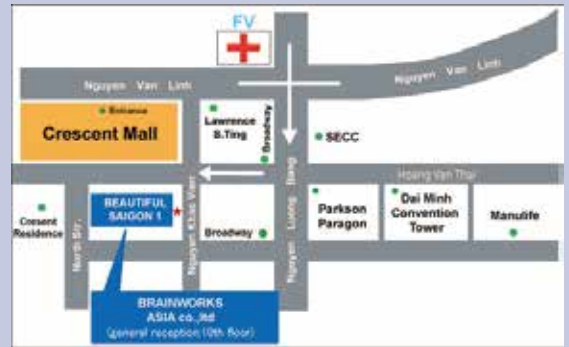 FV
Nguyen Van Linh
Nguyen Van Linh
Entrance
Crescent Mall
Lawrence
S.Ting
Broadway
SECC
Hoang Van Thai
Cresent
Residence
North Str.
BEAUTIFUL
SAIGON 1
Nguyen Khac Vien
Broadway
Nguyen Luong Bang
Parkson
Paragon
Dai Minh
Convention
Tower
Manulife
BRAINWORKS
ASIA co.,ltd
(general reception:10th floor)